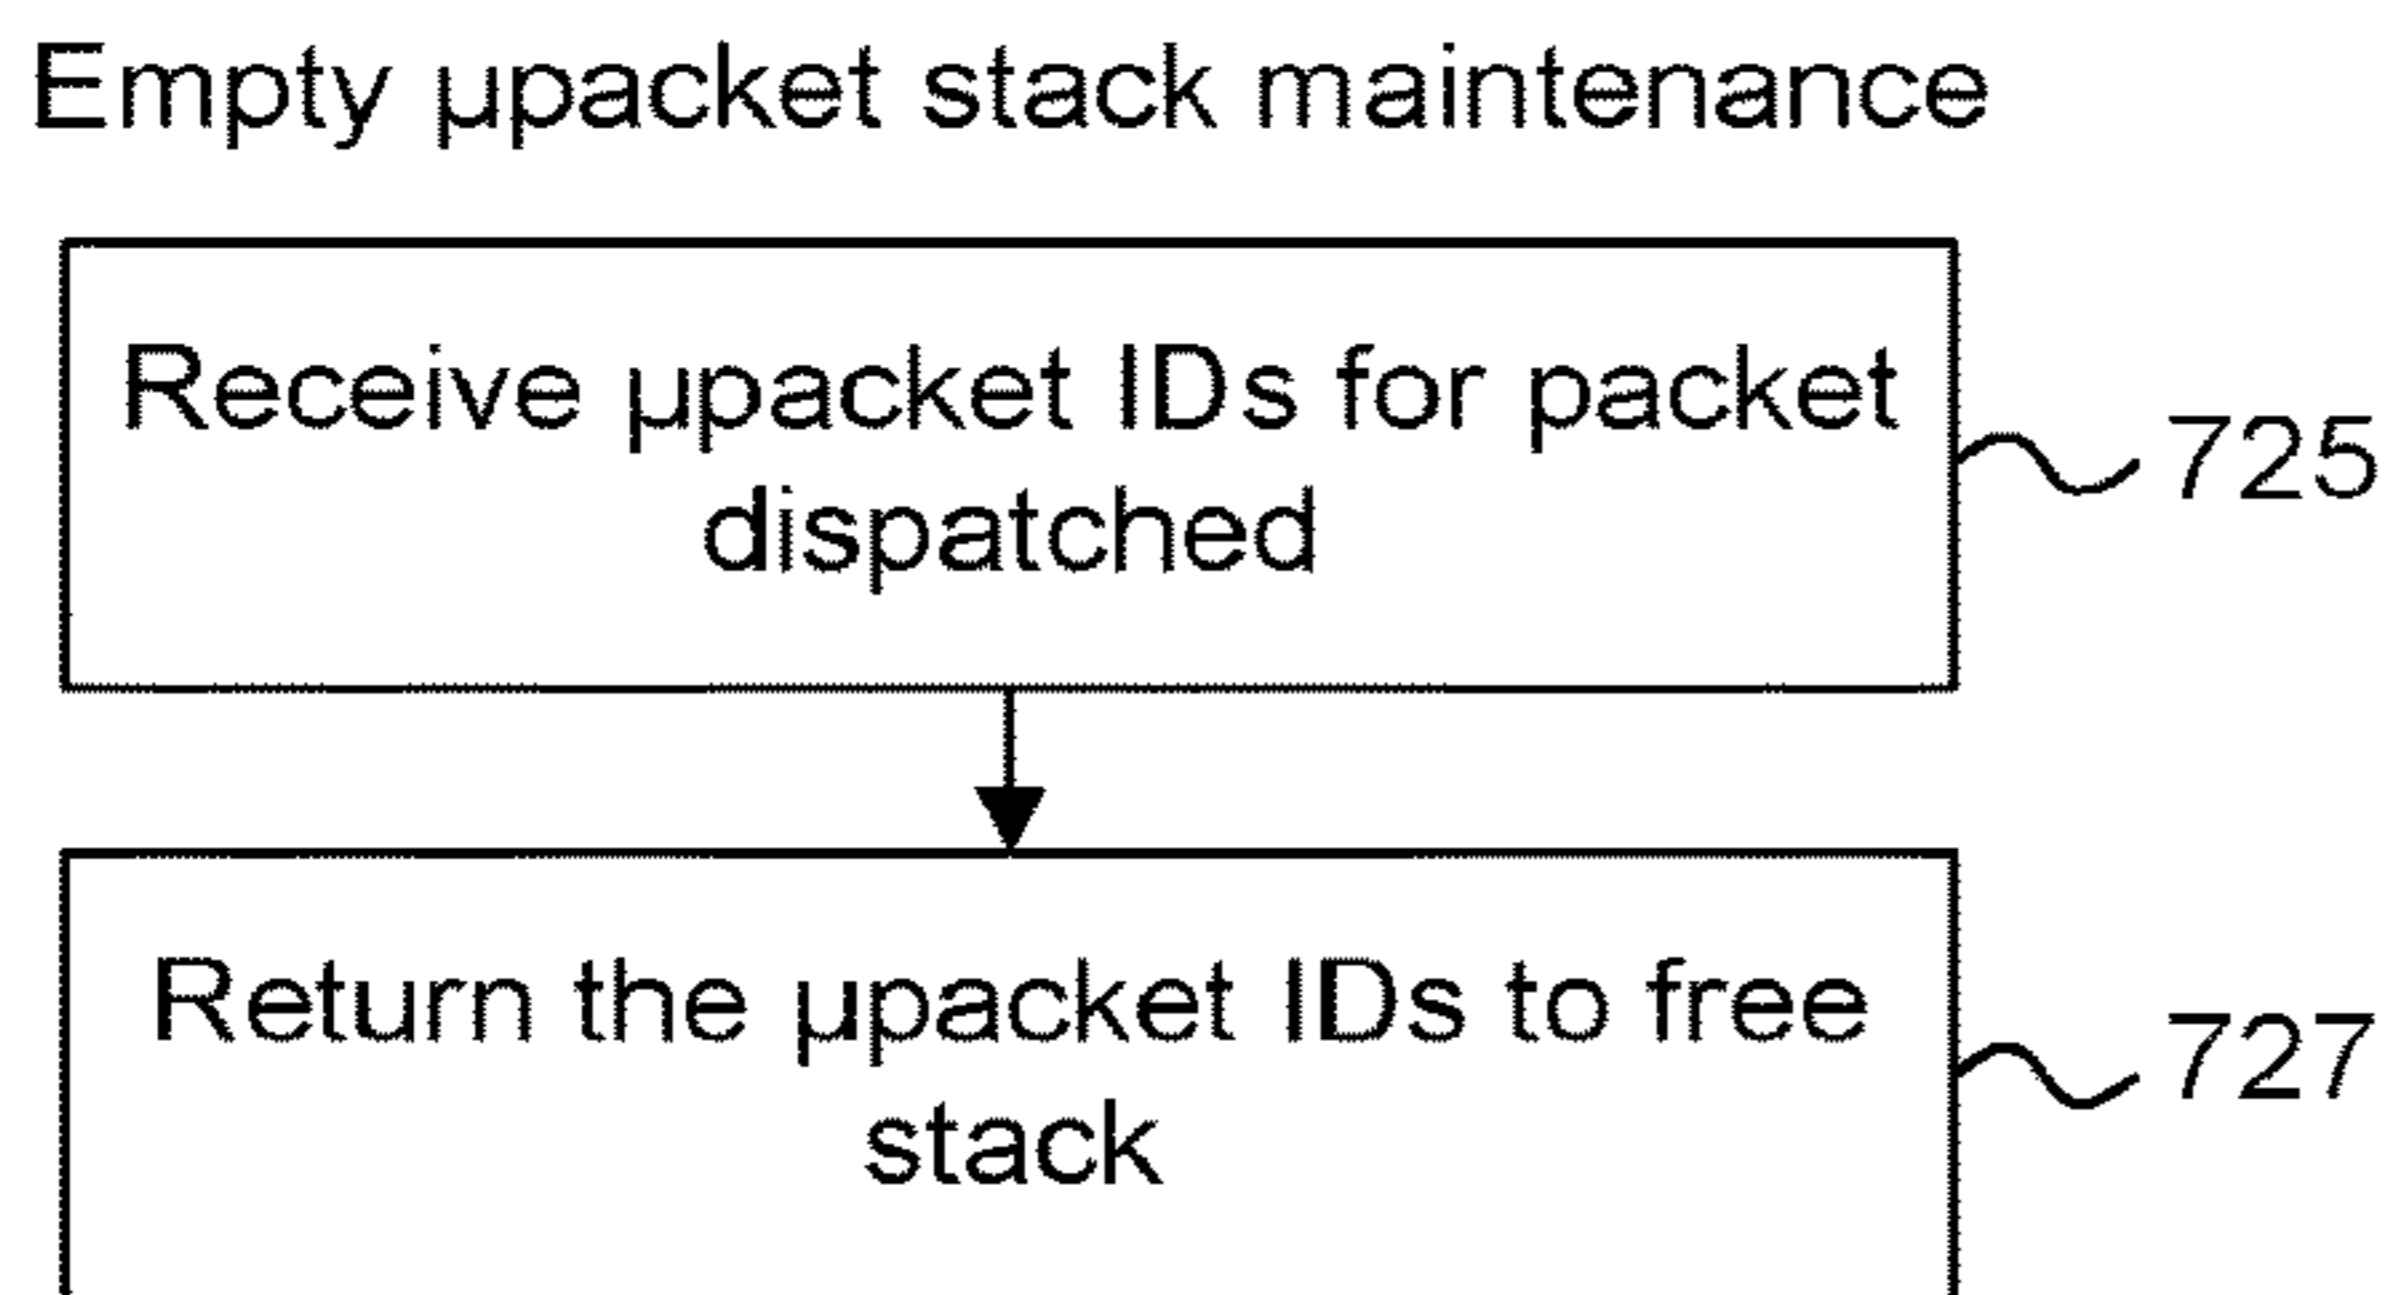 Empty µpacket stack maintenance
Receive µpacket IDs for packet
dispatched
725
Return the µpacket IDs to free
stack
727